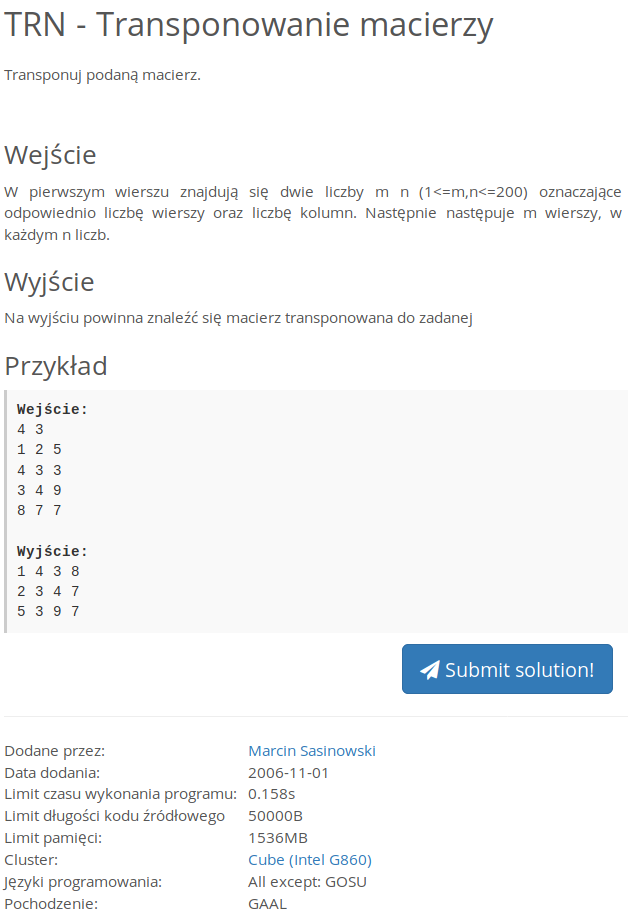 TRN - Transponowanie macierzy
Transponuj podaną macierz.
Wejście
W pierwszym wierszu znajdują się dwie liczby m n (1<=m,n<=200) oznaczające
odpowiednio liczbę wierszy oraz liczbę kolumn. Następnie następuje m wierszy, w
każdym n liczb.
Wyjście
Na wyjściu powinna znaleźć się macierz transponowana do zadanej
Przykład
Wejście:
4 3
1 2 5
4 3 3
3 4 9
8 7 7
Wyjście:
1 4 3 8
2 3 4 7
5 3 9 7
Submit solution!
Dodane przez: Marcin Sasinowski
Data dodania: 2006-11-01
Limit czasu wykonania programu: 0.158s
Limit długości kodu źródłowego 50000B
Limit pamięci: 1536MB
Cluster: Cube (Intel G860)
Języki programowania: All except: GOSU
Pochodzenie: GAAL